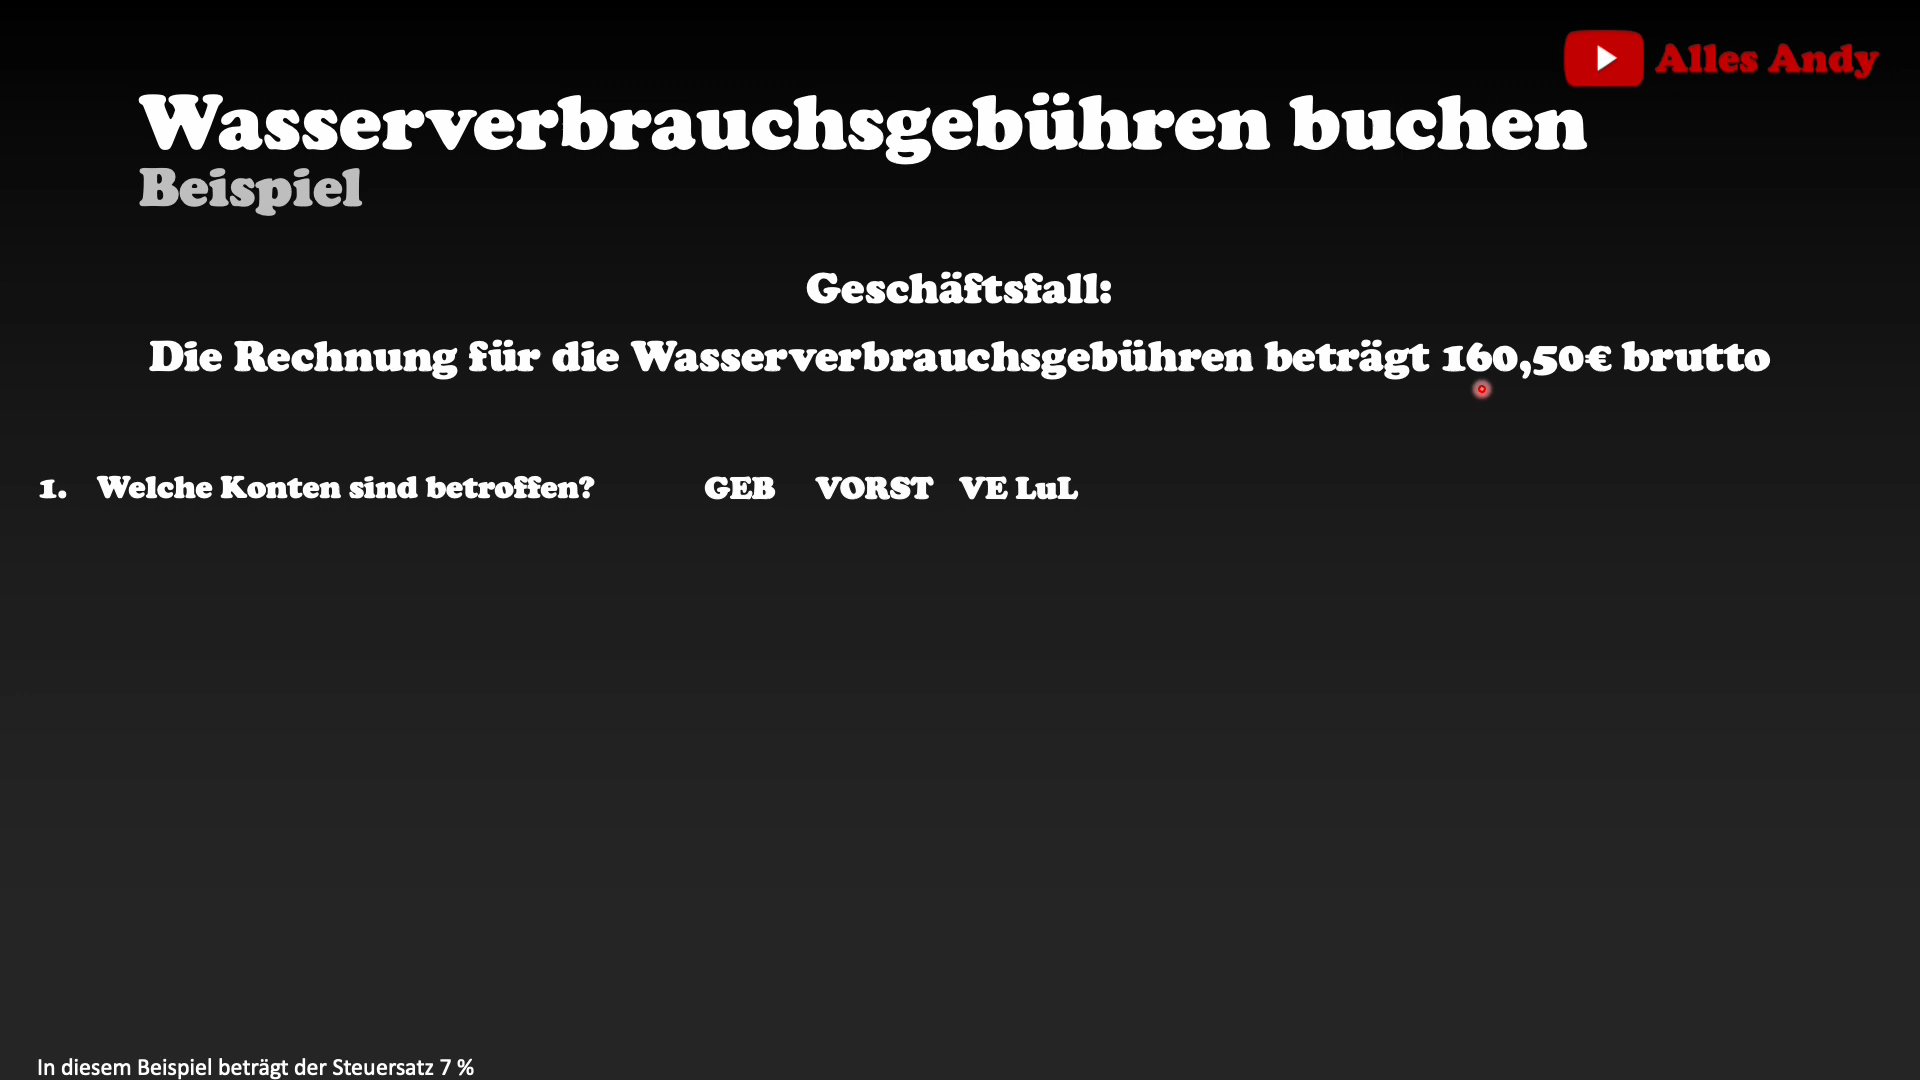 Alles Andy
Wasserverbrauchsgebühren buchen
Beispiel
Geschäftsfall:
Die Rechnung für die Wasserverbrauchsgebühren beträgt 160,50€ brutto
1. Welche Konten sind betroffen? GEB VORST VE LuL
In diesem Beispiel beträgt der Steuersatz 7 %